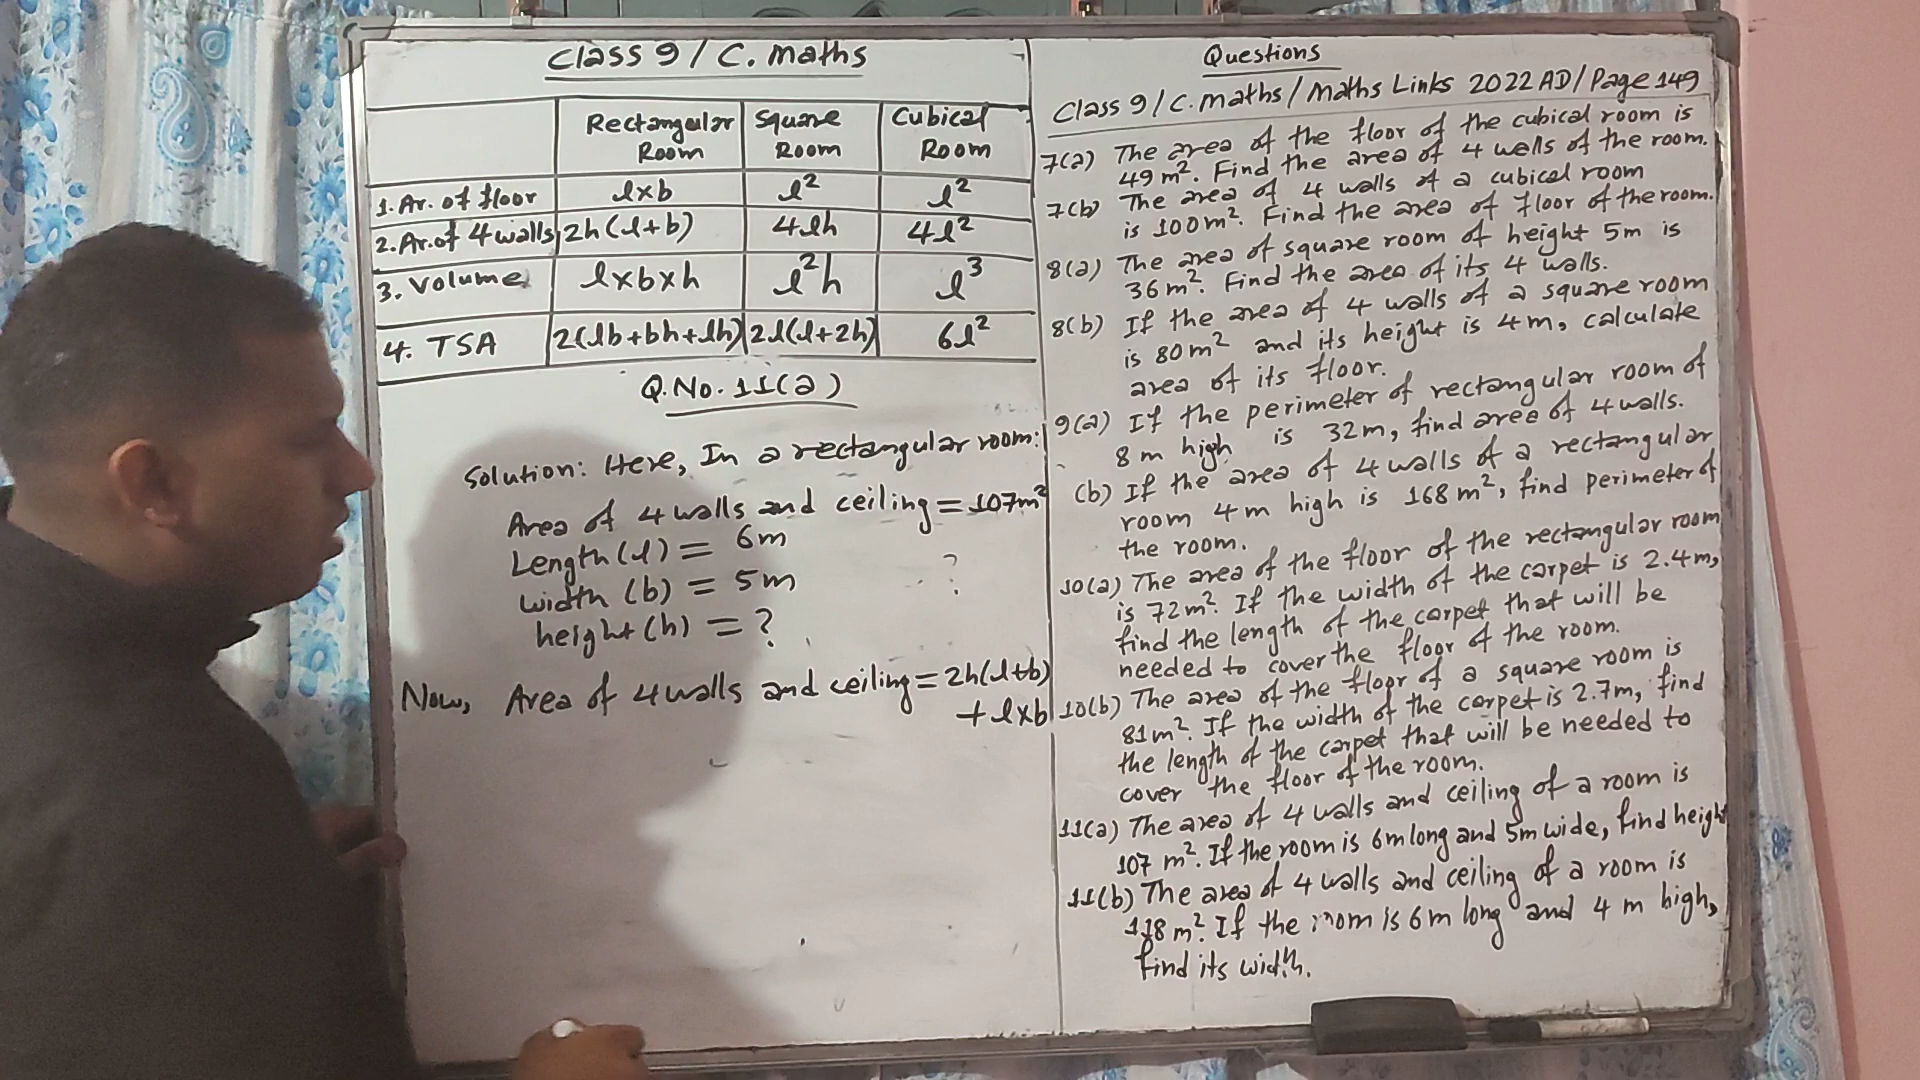 Class 9 / C. Maths
Rectangular Room | Square Room | Cubical Room
1. Ar. of floor | l×b | l² | l²
2. Ar. of 4 walls | 2h(l+b) | 4lh | 4l²
3. Volume | l×b×h | l²h | l³
4. TSA | 2(lb+bh+lh) | 2l(l+2h) | 6l²
Q. No. 11(a)
Solution: Here, In a rectangular room:
Area of 4 walls and ceiling = 107m²
Length (l) = 6m
width (b) = 5m
height (h) = ?
Now, Area of 4 walls and ceiling = 2h(l+b)
+ l×b
Questions
Class 9 / C. Maths / Maths Links 2022 AD / Page 149
7(a) The area of the floor of the cubical room is
49 m². Find the area of 4 walls of the room.
7(b) The area of 4 walls of a cubical room
is 100m². Find the area of floor of the room.
8(a) The area of square room of height 5m is
36m². Find the area of its 4 walls.
8(b) If the area of 4 walls of a square room
is 80m² and its height is 4m, calculate
area of its floor.
9(a) If the perimeter of rectangular room of
8 m high is 32m, find area of 4 walls.
(b) If the area of 4 walls of a rectangular
room 4m high is 168 m², find perimeter of
the room.
10(a) The area of the floor of the rectangular room
is 72m². If the width of the carpet is 2.4m,
find the length of the carpet that will be
needed to cover the floor of the room.
10(b) The area of the floor of a square room is
81m². If the width of the carpet is 2.7m, find
the length of the carpet that will be needed to
cover the floor of the room.
11(a) The area of 4 walls and ceiling of a room is
107 m². If the room is 6m long and 5m wide, find height
11(b) The area of 4 walls and ceiling of a room is
118 m². If the room is 6m long and 4 m high,
find its width.